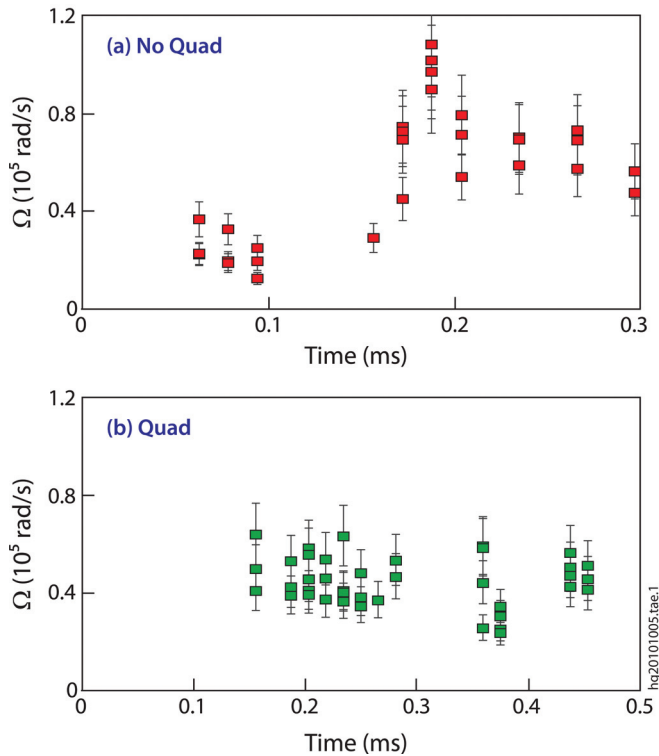 1.2
(a) No Quad
0.8
Ω (10⁵ rad/s)
0.4
0
0 0.1 0.2 0.3
Time (ms)
1.2
(b) Quad
0.8
Ω (10⁵ rad/s)
0.4
0
0 0.1 0.2 0.3 0.4 0.5
Time (ms)
hg20101005.tae.1